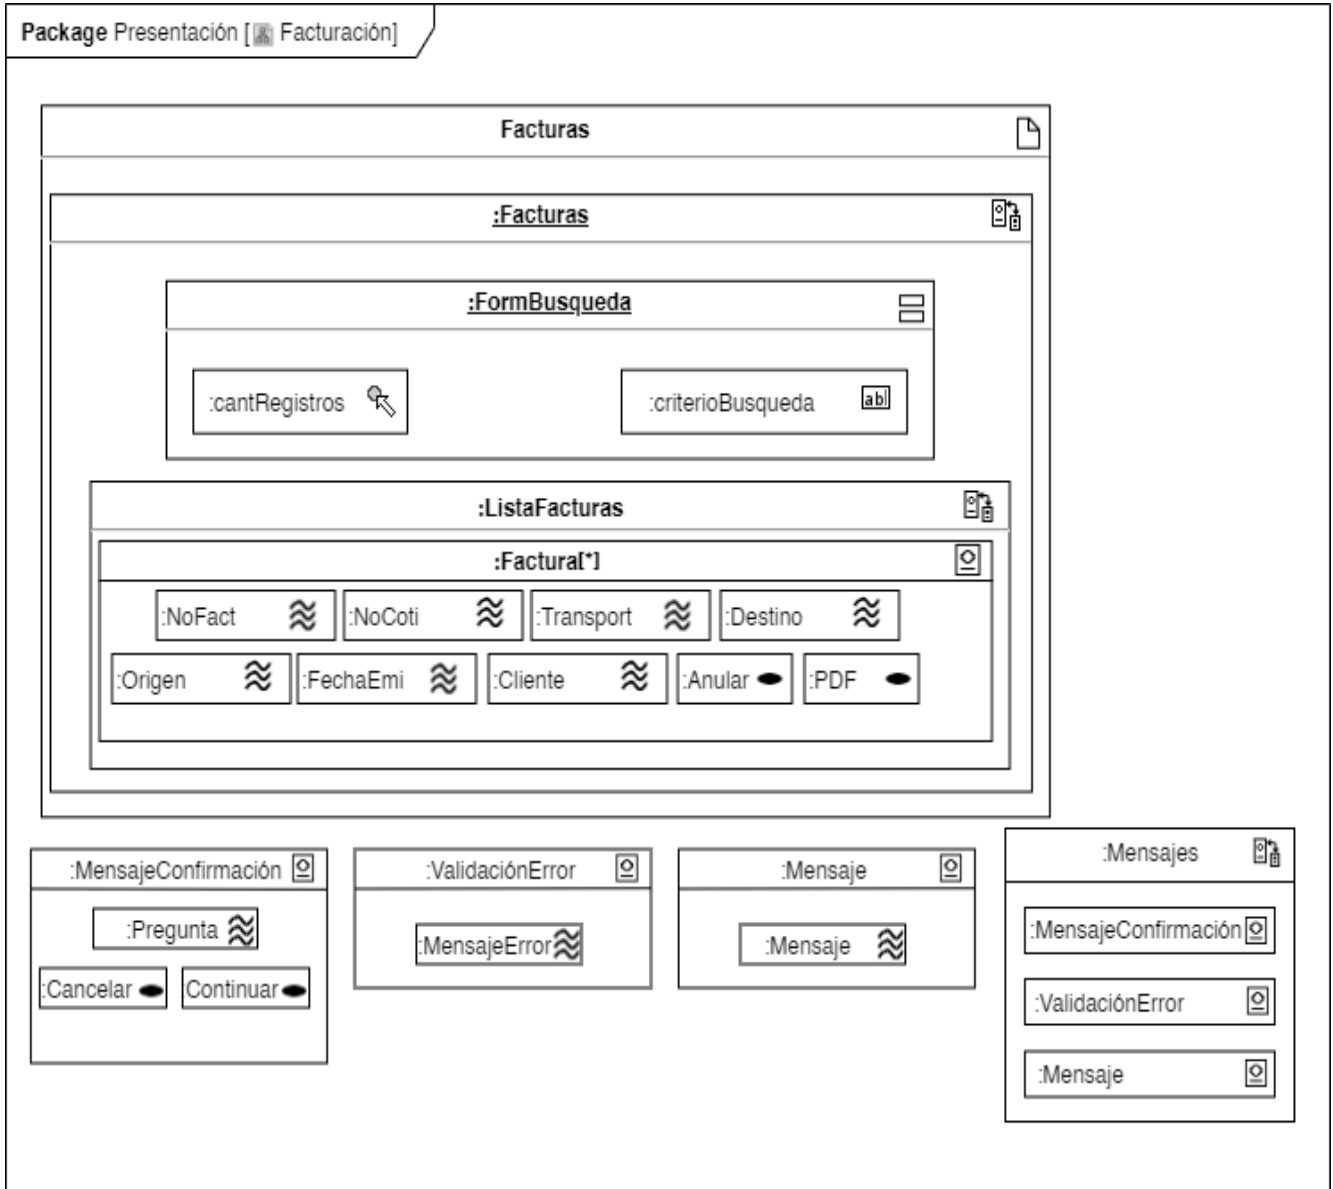 Package Presentación [ Facturación]
Facturas
:Facturas
:FormBusqueda
:cantRegistros
:criterioBusqueda
ab
:ListaFacturas
:Factura[*]
:NoFact
:NoCoti
:Transport
:Destino
:Origen
:FechaEmi
:Cliente
:Anular
:PDF
:MensajeConfirmación
:Pregunta
:Cancelar
Continuar
:ValidaciónError
:MensajeError
:Mensaje
:Mensaje
:Mensajes
:MensajeConfirmación
:ValidaciónError
:Mensaje